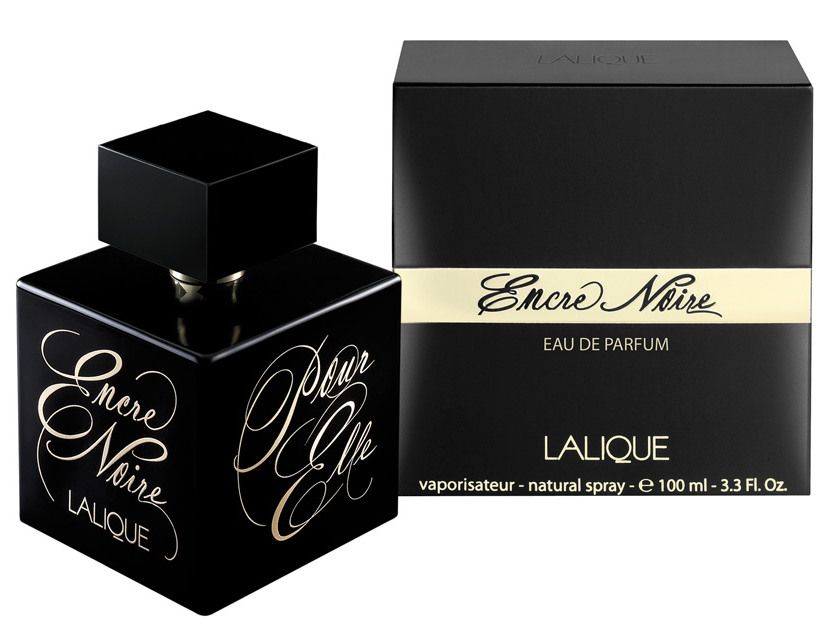 Encre
Noire
LALIQUE
Pour
Elle
LALIQUE
Encre Noire
EAU DE PARFUM
LALIQUE
vaporisateur - natural spray - ℮ 100 ml - 3.3 Fl. Oz.